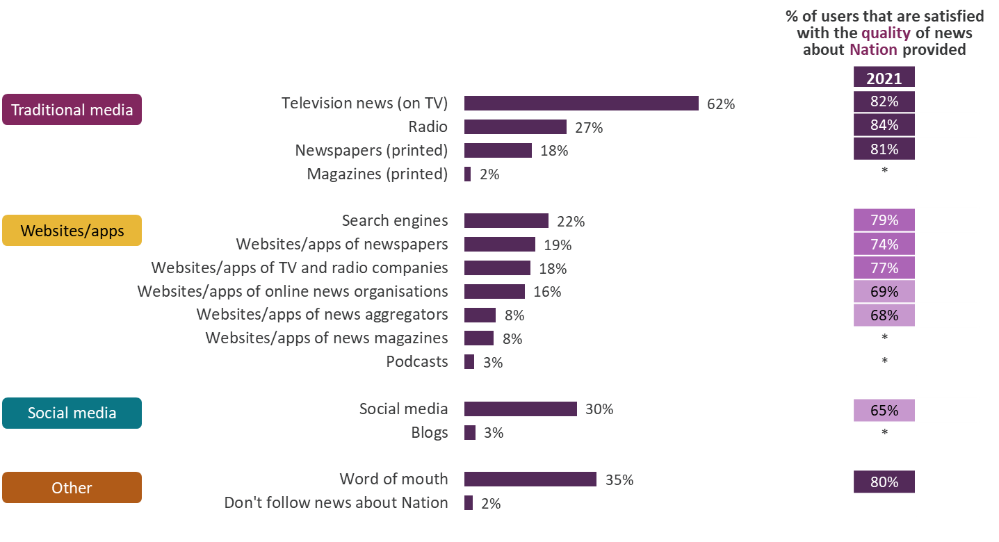 % of users that are satisfied
with the quality of news
about Nation provided
2021
Traditional media
Television news (on TV) 62% 82%
Radio 27% 84%
Newspapers (printed) 18% 81%
Magazines (printed) 2% *
Websites/apps
Search engines 22% 79%
Websites/apps of newspapers 19% 74%
Websites/apps of TV and radio companies 18% 77%
Websites/apps of online news organisations 16% 69%
Websites/apps of news aggregators 8% 68%
Websites/apps of news magazines 8% *
Podcasts 3% *
Social media
Social media 30% 65%
Blogs 3% *
Other
Word of mouth 35% 80%
Don't follow news about Nation 2%